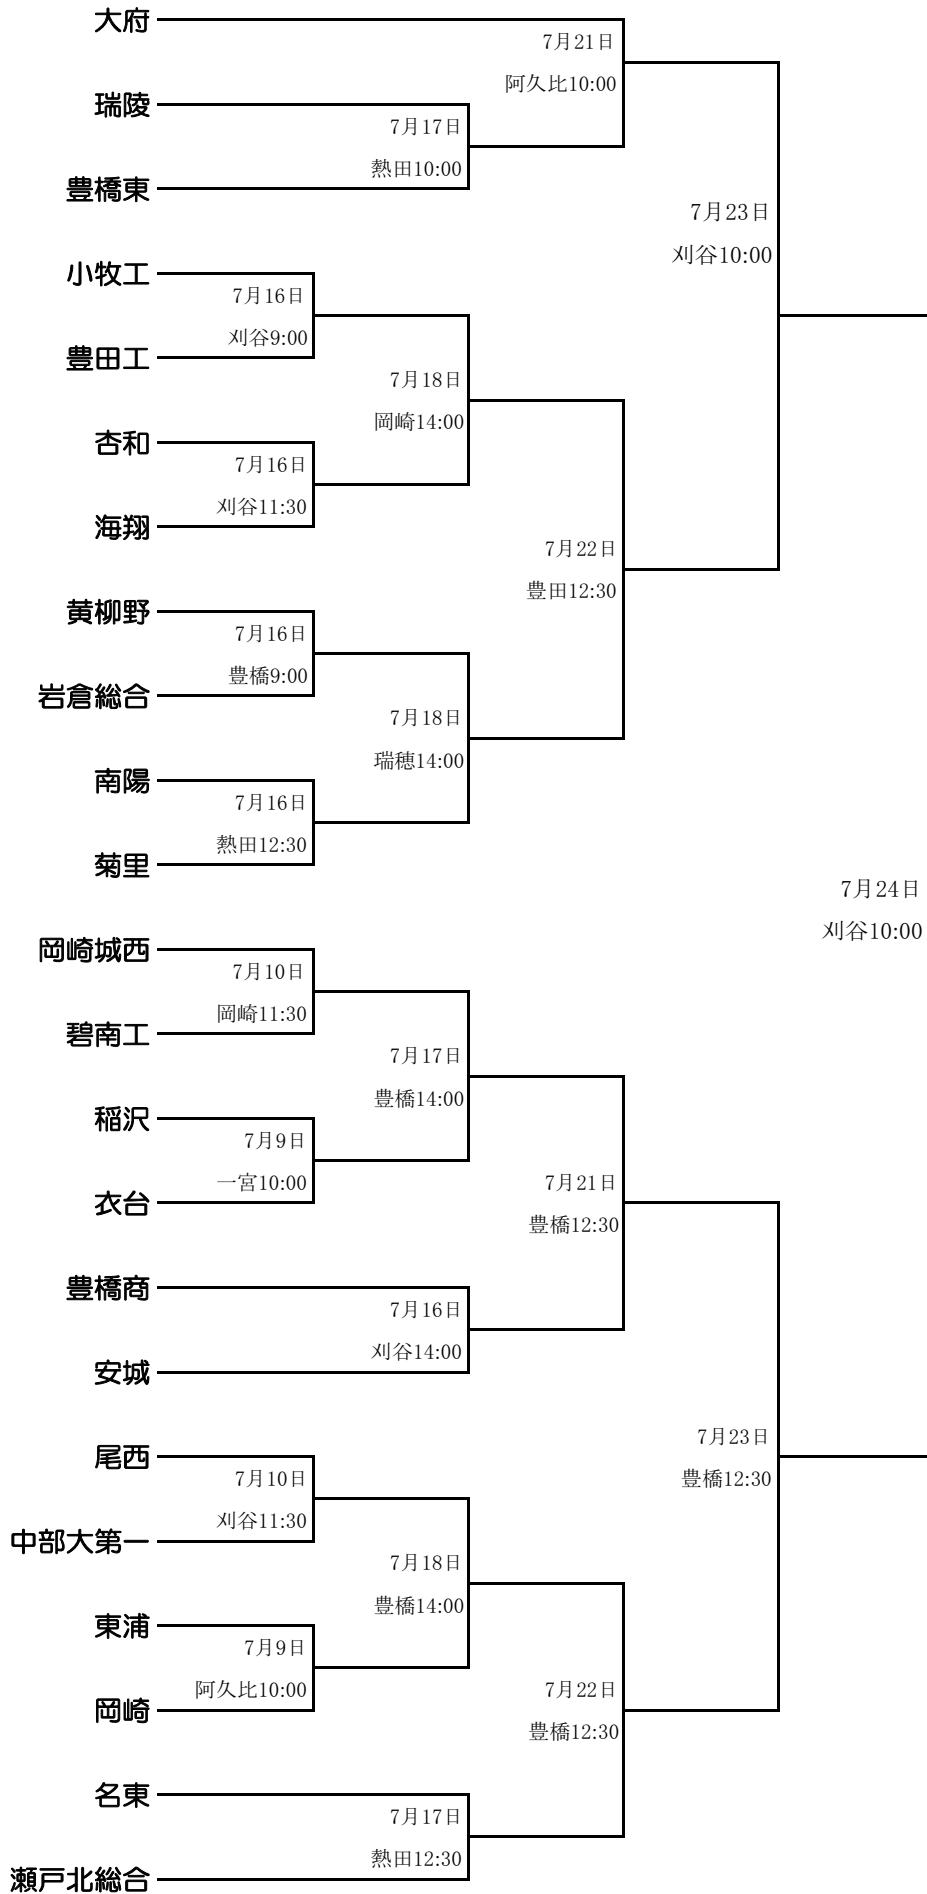 大府
7月21日
阿久比10:00
瑞陵
7月17日
熱田10:00
豊橋東
7月23日
刈谷10:00
小牧工
7月16日
刈谷9:00
豊田工
7月18日
岡崎14:00
杏和
7月16日
刈谷11:30
海翔
7月22日
豊田12:30
黄柳野
7月16日
豊橋9:00
岩倉総合
7月18日
瑞穂14:00
南陽
7月16日
熱田12:30
菊里
7月24日
刈谷10:00
岡崎城西
7月10日
岡崎11:30
碧南工
7月17日
豊橋14:00
稲沢
7月9日
一宮10:00
衣台
7月21日
豊橋12:30
豊橋商
7月16日
刈谷14:00
安城
7月23日
豊橋12:30
尾西
7月10日
刈谷11:30
中部大第一
7月18日
豊橋14:00
東浦
7月9日
阿久比10:00
岡崎
7月22日
豊橋12:30
名東
7月17日
熱田12:30
瀬戸北総合